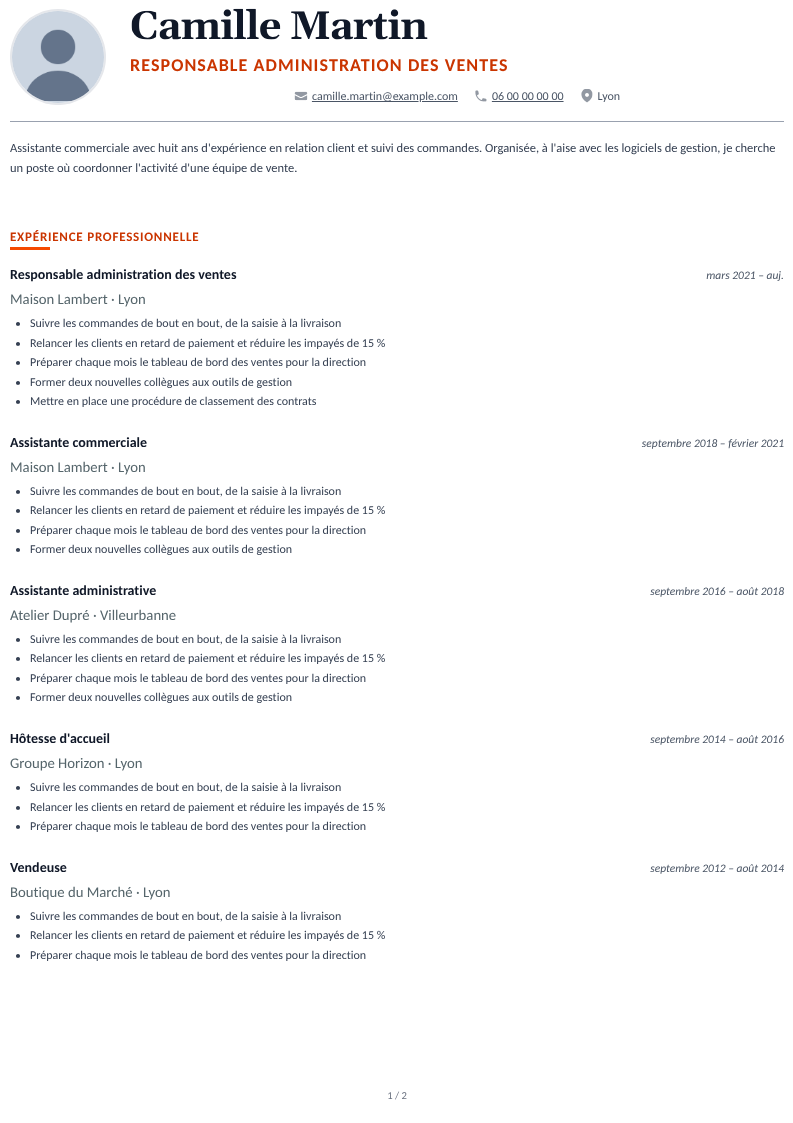 Camille Martin
RESPONSABLE ADMINISTRATION DES VENTES
camille.martin@example.com 06 00 00 00 00 Lyon
Assistante commerciale avec huit ans d'expérience en relation client et suivi des commandes. Organisée, à l'aise avec les logiciels de gestion, je cherche
un poste où coordonner l'activité d'une équipe de vente.
EXPÉRIENCE PROFESSIONNELLE
Responsable administration des ventes mars 2021 – auj.
Maison Lambert · Lyon
• Suivre les commandes de bout en bout, de la saisie à la livraison
• Relancer les clients en retard de paiement et réduire les impayés de 15 %
• Préparer chaque mois le tableau de bord des ventes pour la direction
• Former deux nouvelles collègues aux outils de gestion
• Mettre en place une procédure de classement des contrats
Assistante commerciale septembre 2018 – février 2021
Maison Lambert · Lyon
• Suivre les commandes de bout en bout, de la saisie à la livraison
• Relancer les clients en retard de paiement et réduire les impayés de 15 %
• Préparer chaque mois le tableau de bord des ventes pour la direction
• Former deux nouvelles collègues aux outils de gestion
Assistante administrative septembre 2016 – août 2018
Atelier Dupré · Villeurbanne
• Suivre les commandes de bout en bout, de la saisie à la livraison
• Relancer les clients en retard de paiement et réduire les impayés de 15 %
• Préparer chaque mois le tableau de bord des ventes pour la direction
• Former deux nouvelles collègues aux outils de gestion
Hôtesse d'accueil septembre 2014 – août 2016
Groupe Horizon · Lyon
• Suivre les commandes de bout en bout, de la saisie à la livraison
• Relancer les clients en retard de paiement et réduire les impayés de 15 %
• Préparer chaque mois le tableau de bord des ventes pour la direction
Vendeuse septembre 2012 – août 2014
Boutique du Marché · Lyon
• Suivre les commandes de bout en bout, de la saisie à la livraison
• Relancer les clients en retard de paiement et réduire les impayés de 15 %
• Préparer chaque mois le tableau de bord des ventes pour la direction
1 / 2